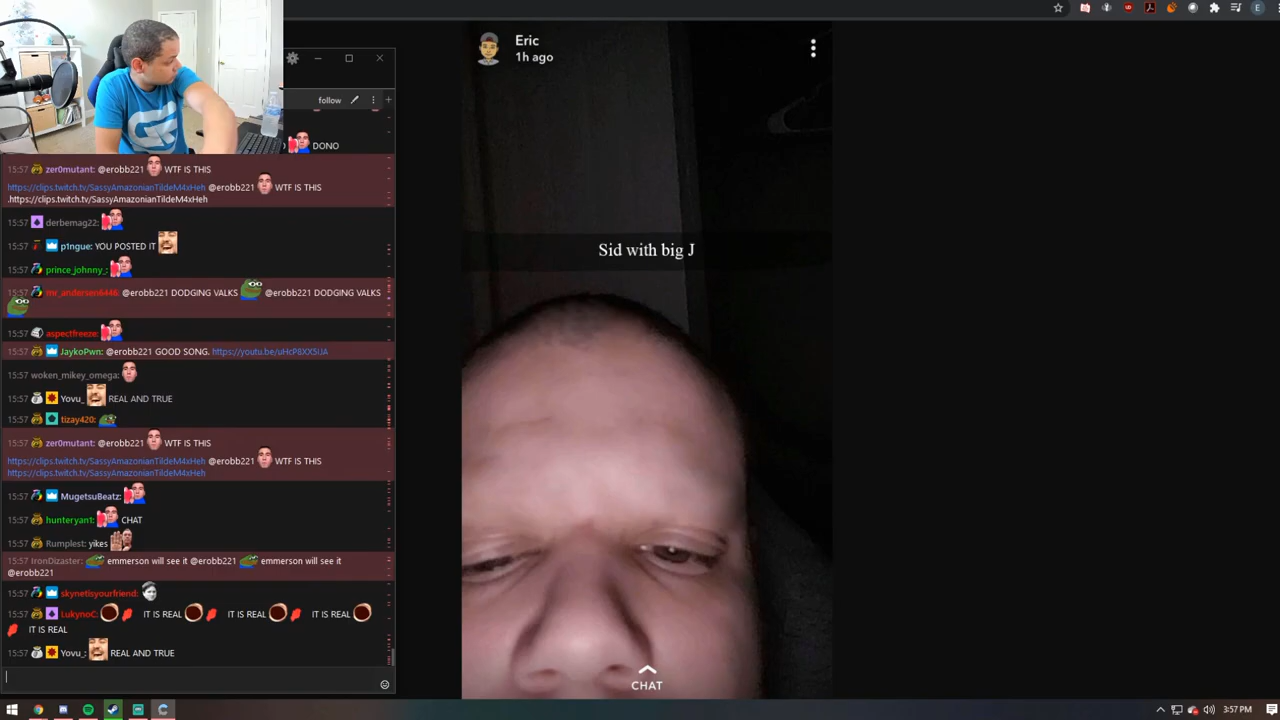 follow
DONO
15:57 zer0mutant: @erobb221 WTF IS THIS
https://clips.twitch.tv/SassyAmazonianTildeM4xHeh @erobb221 WTF IS THIS
.https://clips.twitch.tv/SassyAmazonianTildeM4xHeh
15:57 derbemag22:
15:57 p1ngue: YOU POSTED IT
15:57 prince_johnny_:
15:57 mr_andersen6446: @erobb221 DODGING VALKS @erobb221 DODGING VALKS
15:57 aspectfreeze:
15:57 JaykoPwn: @erobb221 GOOD SONG.
15:57 woken_mikey_omega:
15:57 Yovu_: REAL AND TRUE
15:57 tizay420:
15:57 zer0mutant: @erobb221 WTF IS THIS
https://clips.twitch.tv/SassyAmazonianTildeM4xHeh @erobb221 WTF IS THIS
https://clips.twitch.tv/SassyAmazonianTildeM4xHeh
15:57 MugetsuBeatz:
15:57 hunteryan1: CHAT
15:57 Rumplest: yikes
15:57 IronDizaster: emmerson will see it @erobb221 emmerson will see it
@erobb221
15:57 skynetisyourfriend:
15:57 LukynoC: IT IS REAL IT IS REAL IT IS REAL
IT IS REAL
15:57 Yovu_: REAL AND TRUE
Eric
1h ago
Sid with big J
CHAT
E
3:57 PM